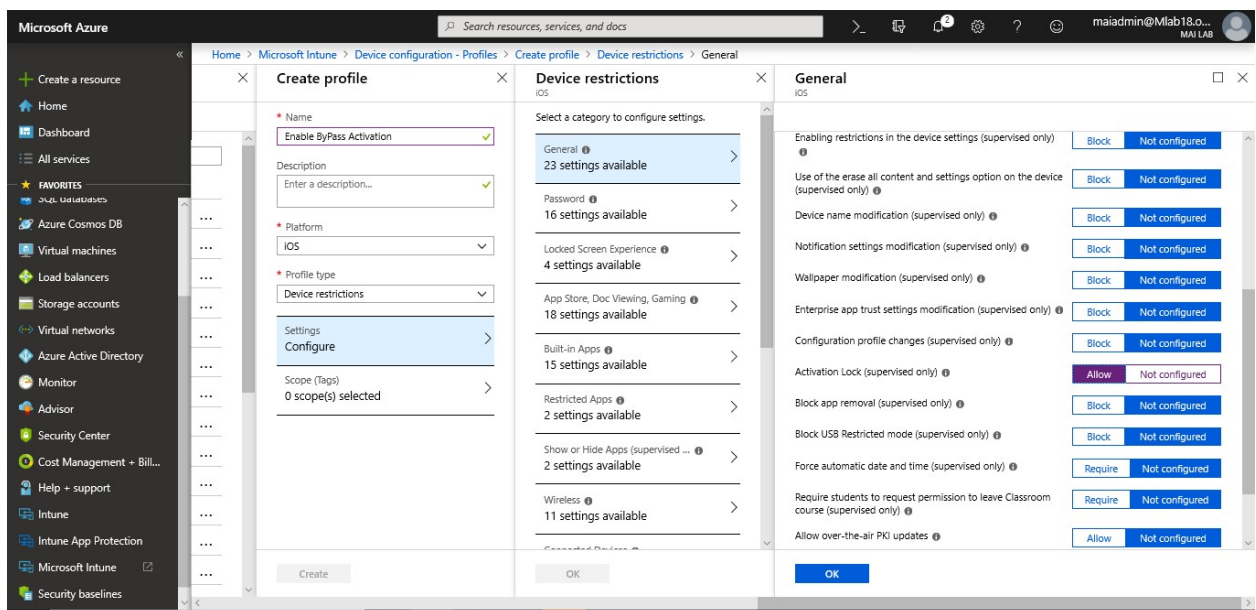 Microsoft Azure
Search resources, services, and docs
2
maiadmin@Mlab18.o...
MAI LAB
Home > Microsoft Intune > Device configuration - Profiles > Create profile > Device restrictions > General
Create a resource
Home
Dashboard
All services
FAVORITES
SQL databases
Azure Cosmos DB
Virtual machines
Load balancers
Storage accounts
Virtual networks
Azure Active Directory
Monitor
Advisor
Security Center
Cost Management + Bill...
Help + support
Intune
Intune App Protection
Microsoft Intune
Security baselines
Create profile
* Name
Enable ByPass Activation
Description
Enter a description...
* Platform
iOS
* Profile type
Device restrictions
Settings
Configure
Scope (Tags)
0 scope(s) selected
Create
Device restrictions
iOS
Select a category to configure settings.
General
23 settings available
Password
16 settings available
Locked Screen Experience
4 settings available
App Store, Doc Viewing, Gaming
18 settings available
Built-in Apps
15 settings available
Restricted Apps
2 settings available
Show or Hide Apps (supervised ...
2 settings available
Wireless
11 settings available
Connected Devices
OK
General
iOS
Enabling restrictions in the device settings (supervised only) Block Not configured
Use of the erase all content and settings option on the device
(supervised only) Block Not configured
Device name modification (supervised only) Block Not configured
Notification settings modification (supervised only) Block Not configured
Wallpaper modification (supervised only) Block Not configured
Enterprise app trust settings modification (supervised only) Block Not configured
Configuration profile changes (supervised only) Block Not configured
Activation Lock (supervised only) Allow Not configured
Block app removal (supervised only) Block Not configured
Block USB Restricted mode (supervised only) Block Not configured
Force automatic date and time (supervised only) Require Not configured
Require students to request permission to leave Classroom
course (supervised only) Require Not configured
Allow over-the-air PKI updates Allow Not configured
OK